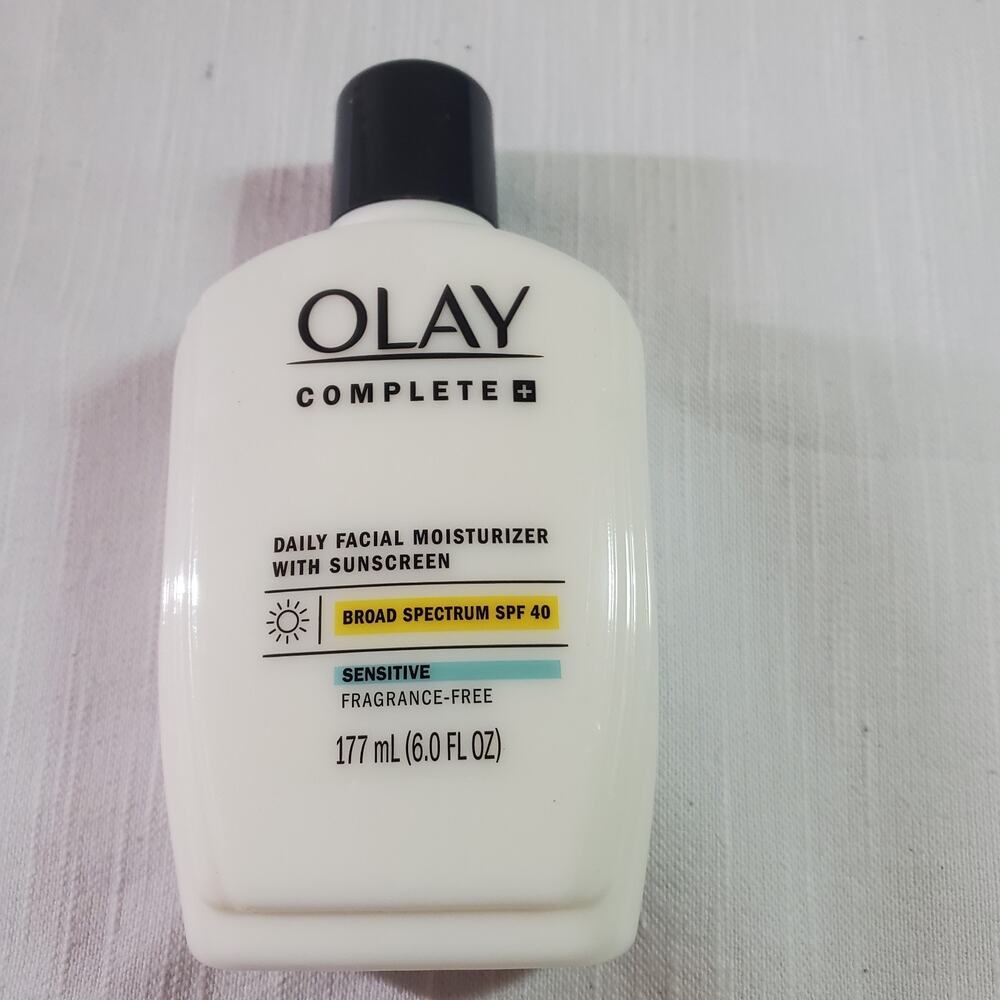 OLAY
COMPLETE +
DAILY FACIAL MOISTURIZER
WITH SUNSCREEN
BROAD SPECTRUM SPF 40
SENSITIVE
FRAGRANCE-FREE
177 mL (6.0 FL OZ)